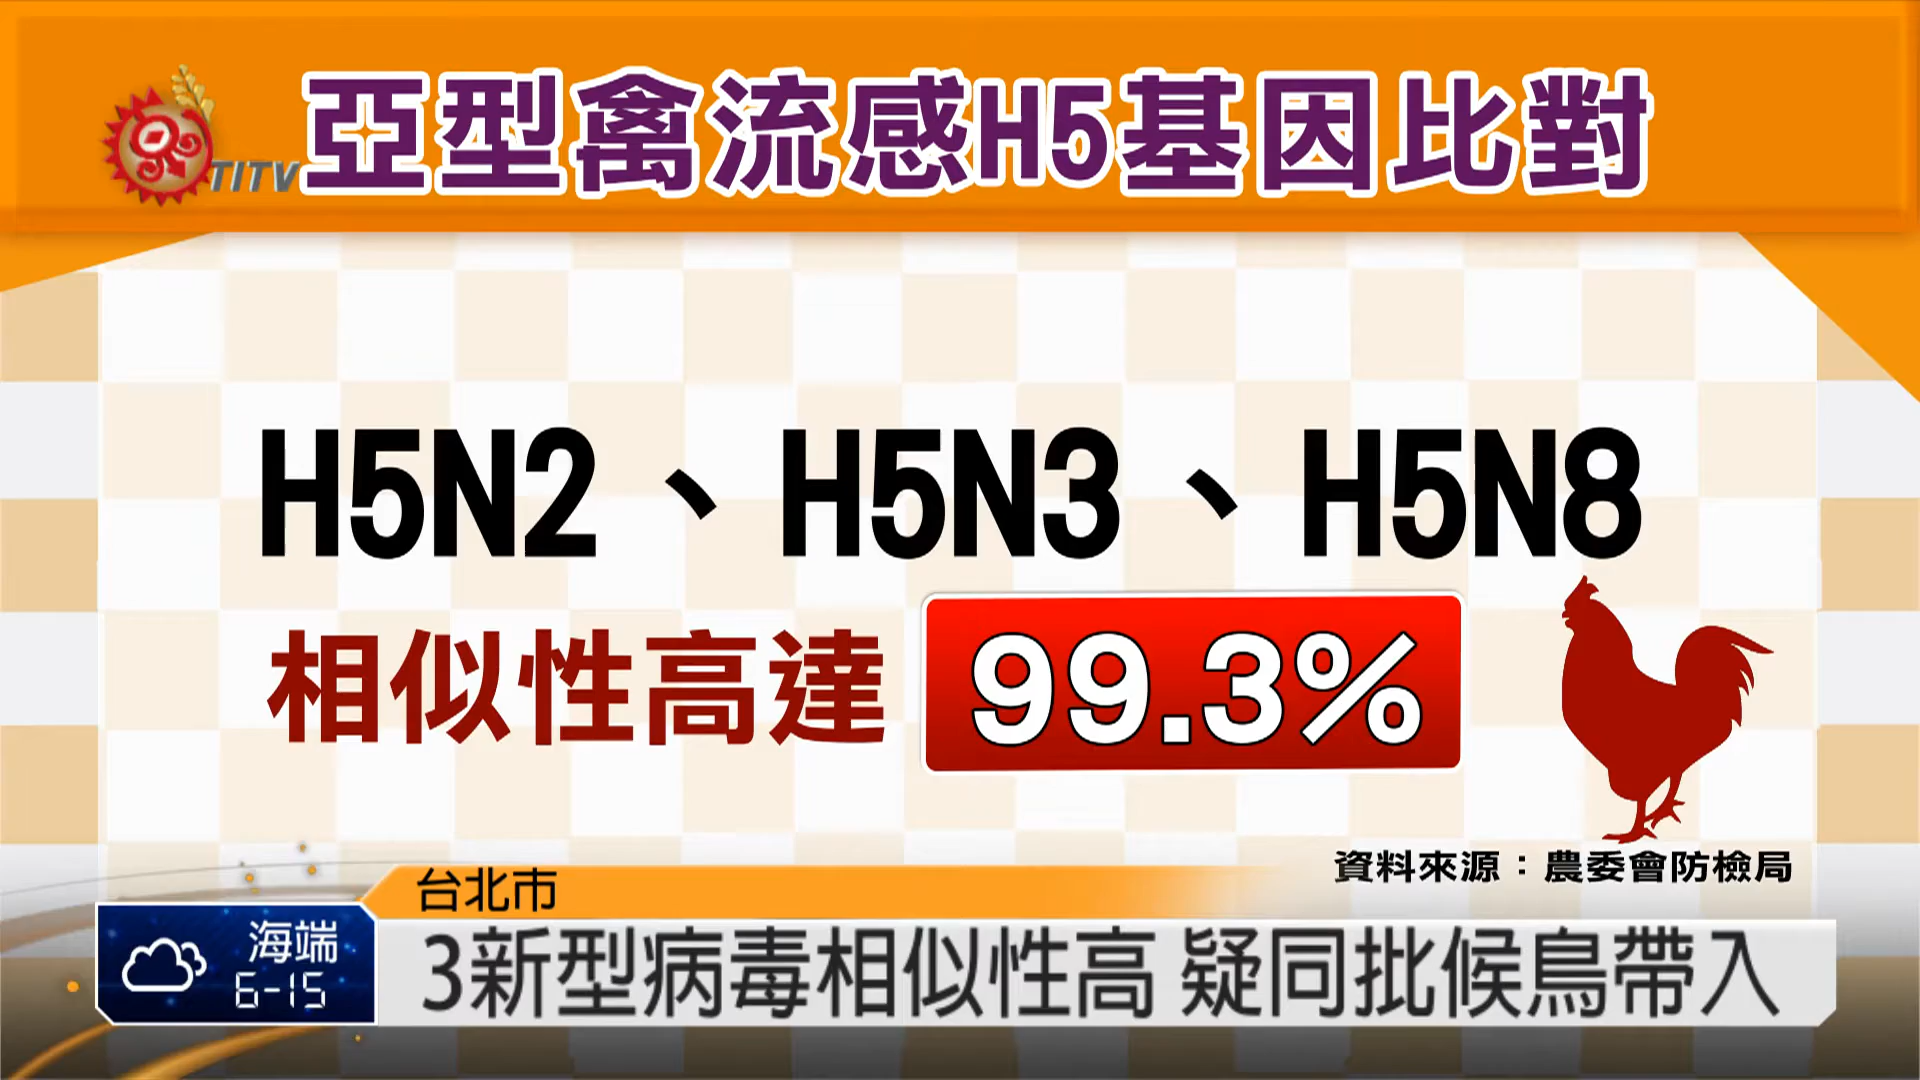 TITV
亞型禽流感H5基因比對
H5N2、H5N3、H5N8
相似性高達 99.3%
資料來源：農委會防檢局
台北市
海端
6-15
3新型病毒相似性高 疑同批候鳥帶入